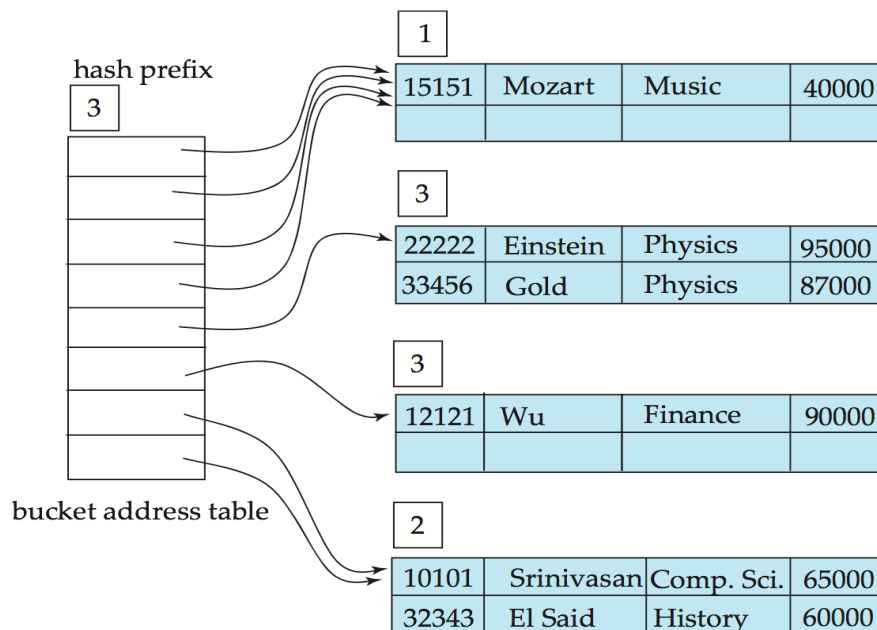 hash prefix
3
bucket address table
1
15151 Mozart Music 40000
3
22222 Einstein Physics 95000
33456 Gold Physics 87000
3
12121 Wu Finance 90000
2
10101 Srinivasan Comp. Sci. 65000
32343 El Said History 60000